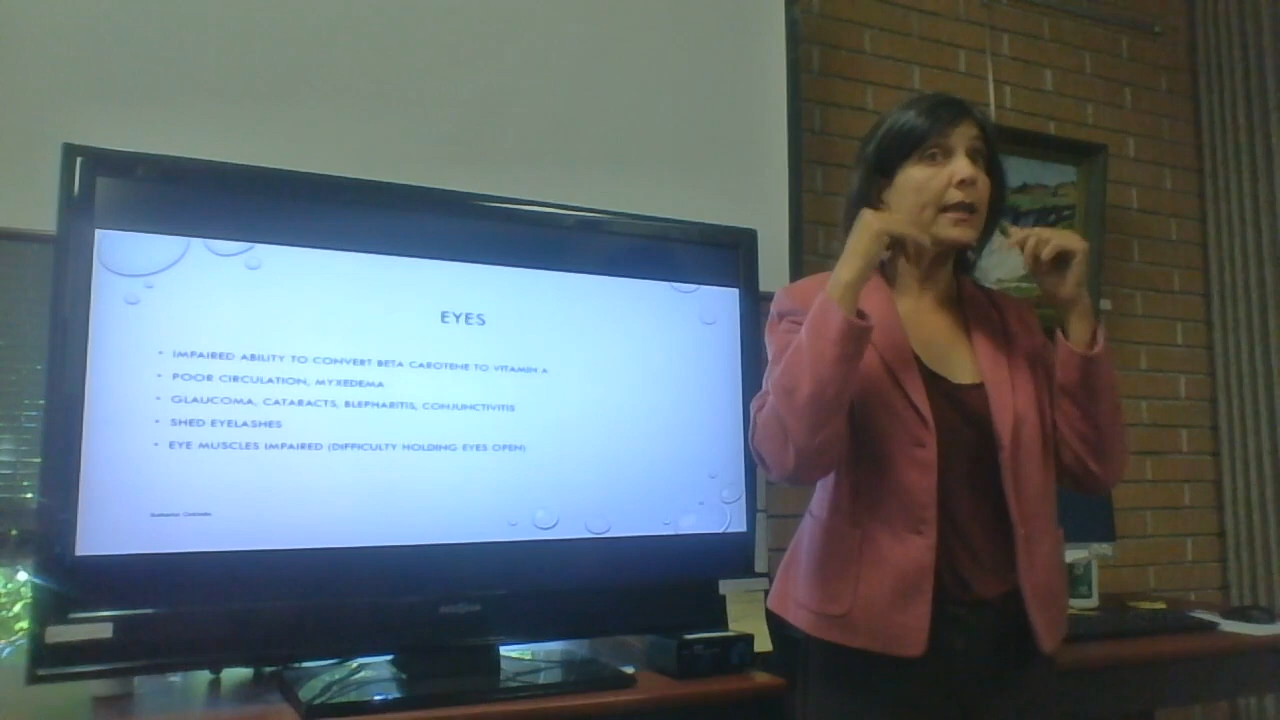 EYES
• IMPAIRED ABILITY TO CONVERT BETA CAROTENE TO VITAMIN A
• POOR CIRCULATION, MYXEDEMA
• GLAUCOMA, CATARACTS, BLEPHARITIS, CONJUNCTIVITIS
• SHED EYELASHES
• EYE MUSCLES IMPAIRED (DIFFICULTY HOLDING EYES OPEN)